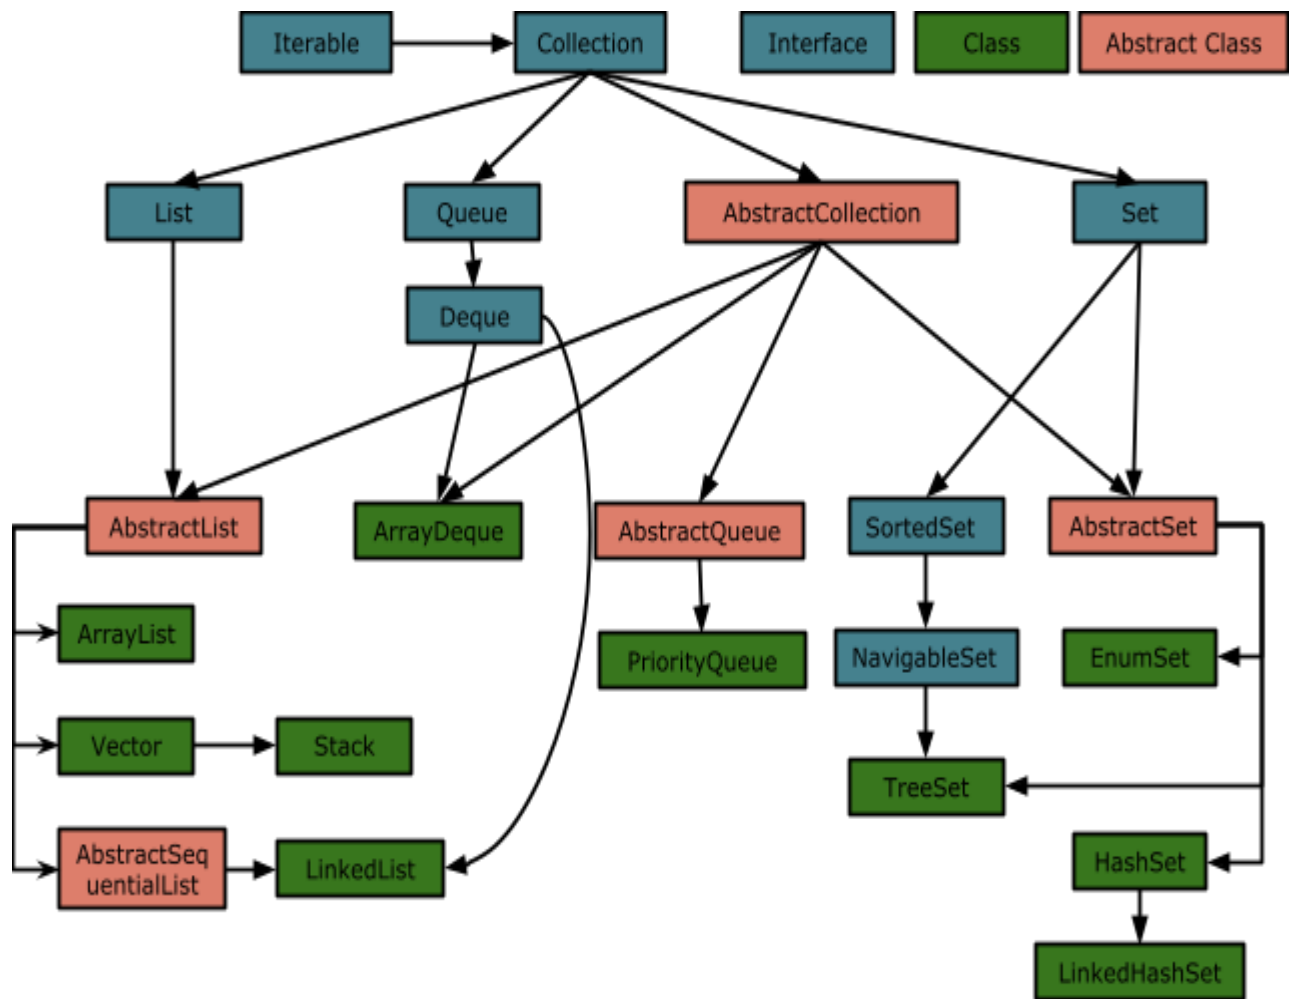 Iterable
Collection
Interface
Class
Abstract Class
List
Queue
AbstractCollection
Set
Deque
AbstractList
ArrayDeque
AbstractQueue
SortedSet
AbstractSet
ArrayList
PriorityQueue
NavigableSet
EnumSet
Vector
Stack
TreeSet
AbstractSeq
uentialList
LinkedList
HashSet
LinkedHashSet